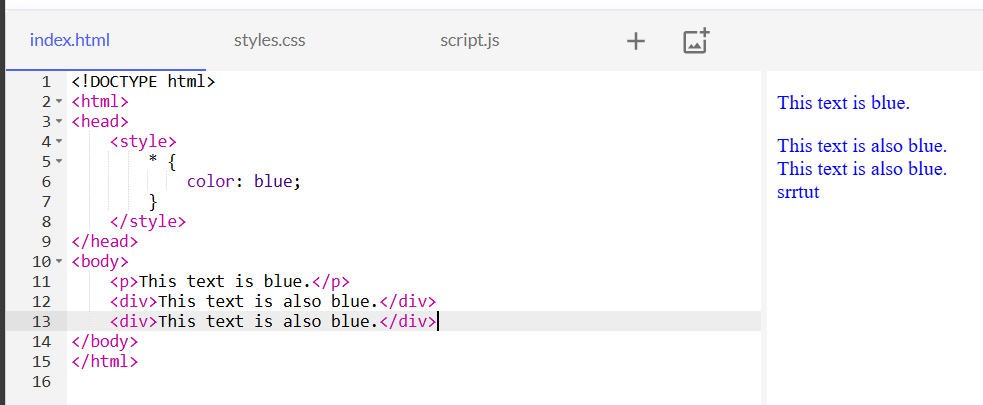 index.html styles.css script.js
1 <!DOCTYPE html>
2 <html>
3 <head>
4 <style>
5 * {
6 color: blue;
7 }
8 </style>
9 </head>
10 <body>
11 <p>This text is blue.</p>
12 <div>This text is also blue.</div>
13 <div>This text is also blue.</div>
14 </body>
15 </html>
16
This text is blue.
This text is also blue.
This text is also blue.
srrtut